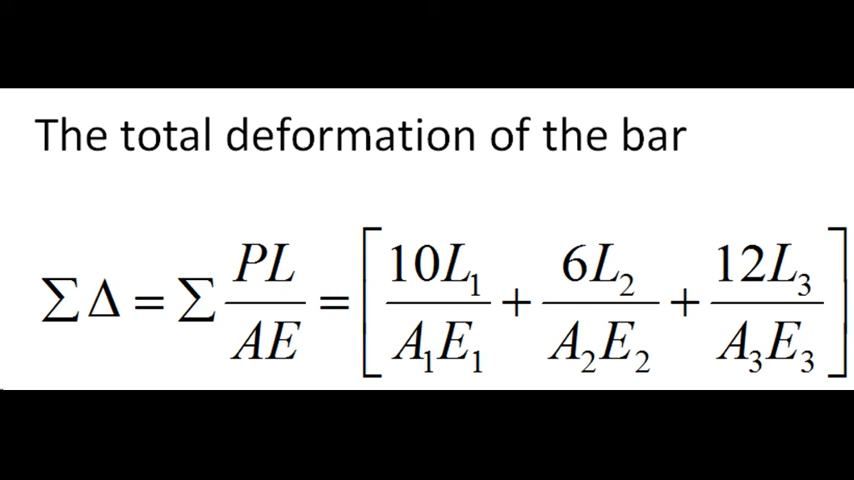 The total deformation of the bar
ΣΔ = Σ PL/AE = [10L₁/A₁E₁ + 6L₂/A₂E₂ + 12L₃/A₃E₃]